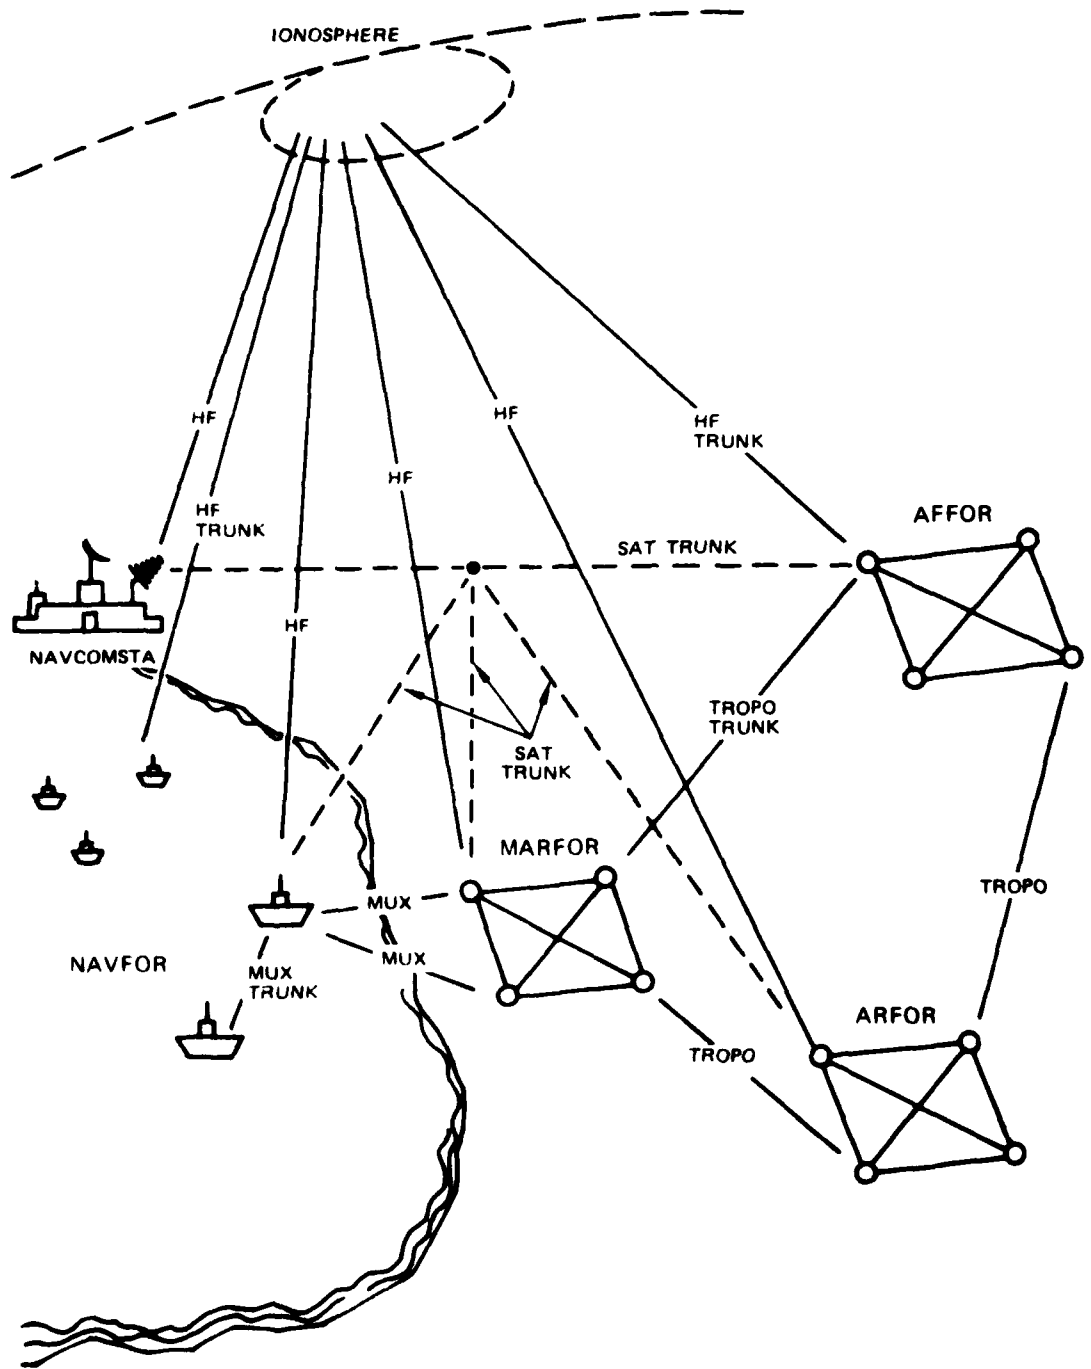 IONOSPHERE
HF
HF
HF
TRUNK
HF
HF
TRUNK
AFFOR
SAT TRUNK
HF
NAVCOMSTA
TROPO
TRUNK
SAT
TRUNK
MARFOR
TROPO
MUX
NAVFOR
MUX
MUX
TRUNK
ARFOR
TROPO